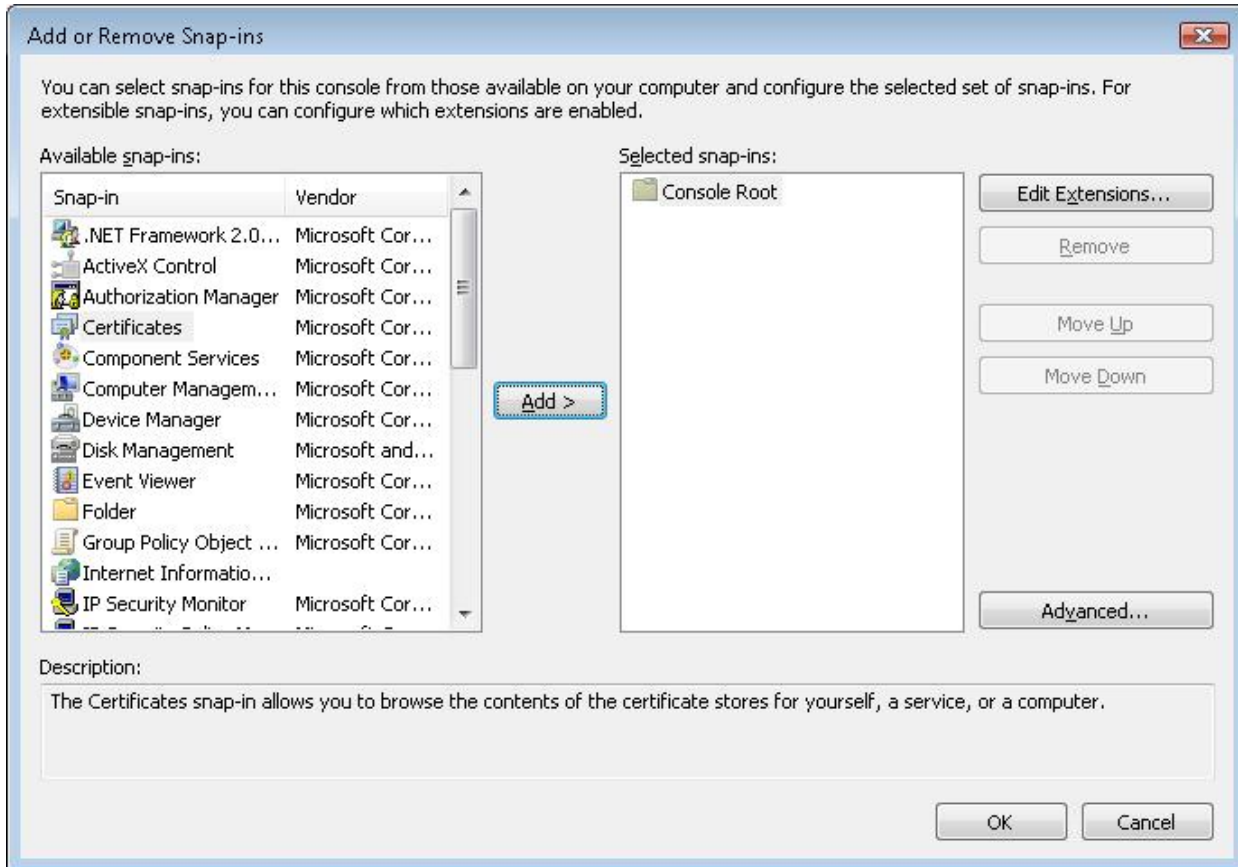 Add or Remove Snap-ins
You can select snap-ins for this console from those available on your computer and configure the selected set of snap-ins. For
extensible snap-ins, you can configure which extensions are enabled.
Available snap-ins:
Snap-in Vendor
.NET Framework 2.0... Microsoft Cor...
ActiveX Control Microsoft Cor...
Authorization Manager Microsoft Cor...
Certificates Microsoft Cor...
Component Services Microsoft Cor...
Computer Managem... Microsoft Cor...
Device Manager Microsoft Cor...
Disk Management Microsoft and...
Event Viewer Microsoft Cor...
Folder Microsoft Cor...
Group Policy Object ... Microsoft Cor...
Internet Informatio...
IP Security Monitor Microsoft Cor...
Add >
Selected snap-ins:
Console Root
Edit Extensions...
Remove
Move Up
Move Down
Advanced...
Description:
The Certificates snap-in allows you to browse the contents of the certificate stores for yourself, a service, or a computer.
OK Cancel